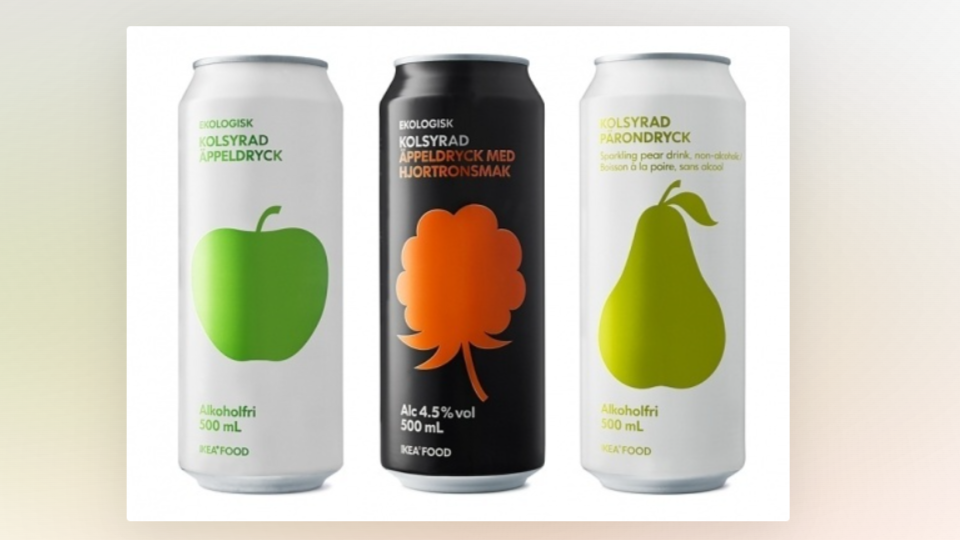 EKOLOGISK
KOLSYRAD
ÄPPELDRYCK
Alkoholfri
500 mL
IKEA FOOD
EKOLOGISK
KOLSYRAD
ÄPPELDRYCK MED
HJORTRONSMAK
Alc 4.5% vol
500 mL
IKEA FOOD
KOLSYRAD
PÄRONDRYCK
Sparkling pear drink, non-alcoholic
Boisson à la poire, sans alcool
Alkoholfri
500 mL
IKEA FOOD